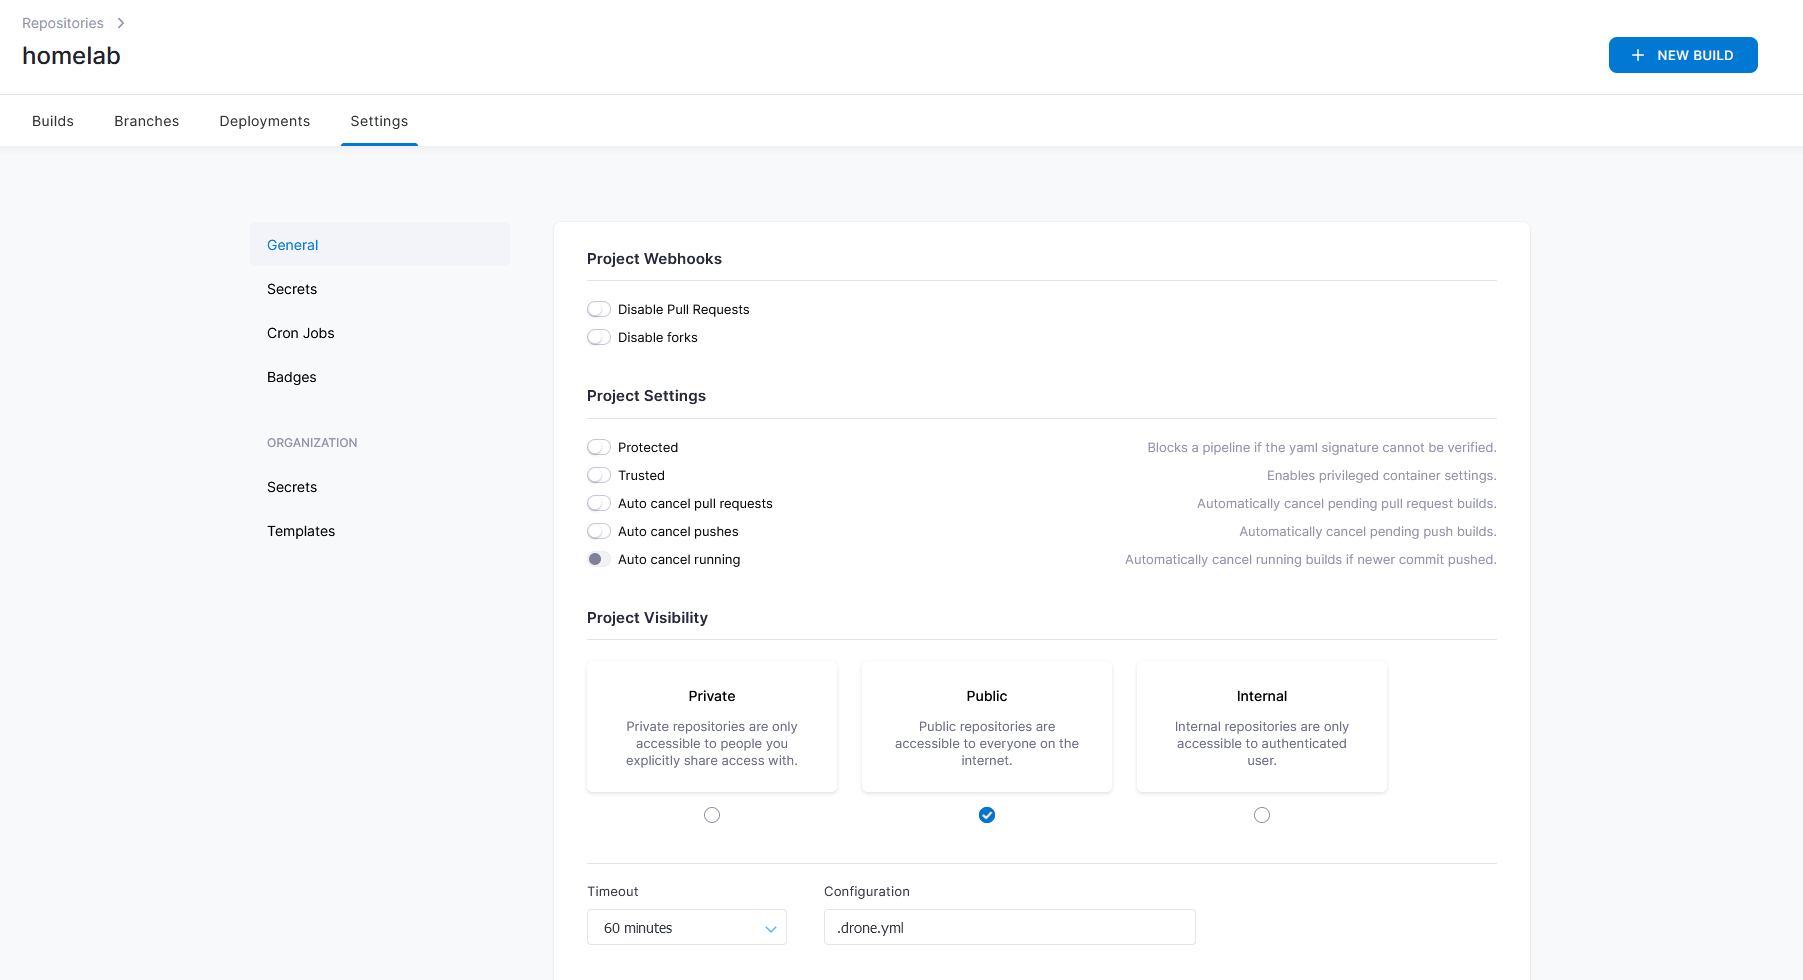 Repositories
homelab
NEW BUILD
Builds
Branches
Deployments
Settings
General
Secrets
Cron Jobs
Badges
ORGANIZATION
Secrets
Templates
Project Webhooks
Disable Pull Requests
Disable forks
Project Settings
Protected
Blocks a pipeline if the yaml signature cannot be verified.
Trusted
Enables privileged container settings.
Auto cancel pull requests
Automatically cancel pending pull request builds.
Auto cancel pushes
Automatically cancel pending push builds.
Auto cancel running
Automatically cancel running builds if newer commit pushed.
Project Visibility
Private
Private repositories are only
accessible to people you
explicitly share access with.
Public
Public repositories are
accessible to everyone on the
internet.
Internal
Internal repositories are only
accessible to authenticated
user.
Timeout
60 minutes
Configuration
.drone.yml